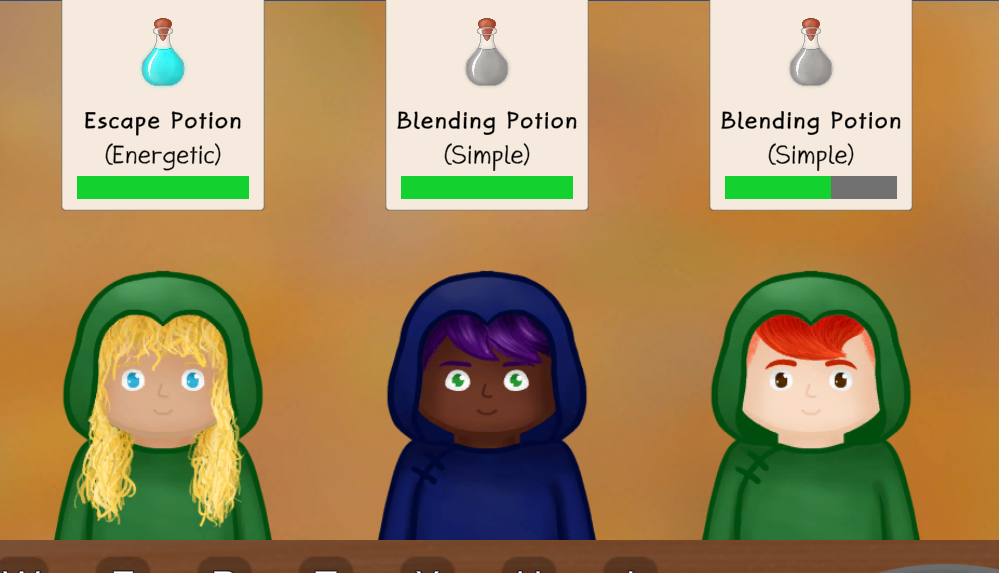 Escape Potion
(Energetic)
Blending Potion
(Simple)
Blending Potion
(Simple)